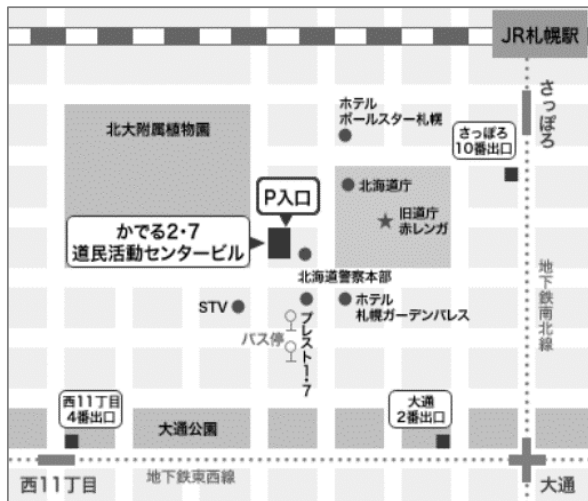 JR札幌駅
さっぽろ
ホテル
ポールスター札幌
北大附属植物園
さっぽろ
10番出口
P入口
北海道庁
旧道庁
赤レンガ
かでる2・7
道民活動センタービル
北海道警察本部
地下鉄南北線
STV
ホテル
札幌ガーデンパレス
バス停
プレスト1・7
西11丁目
4番出口
大通公園
大通
2番出口
西11丁目
地下鉄東西線
大通